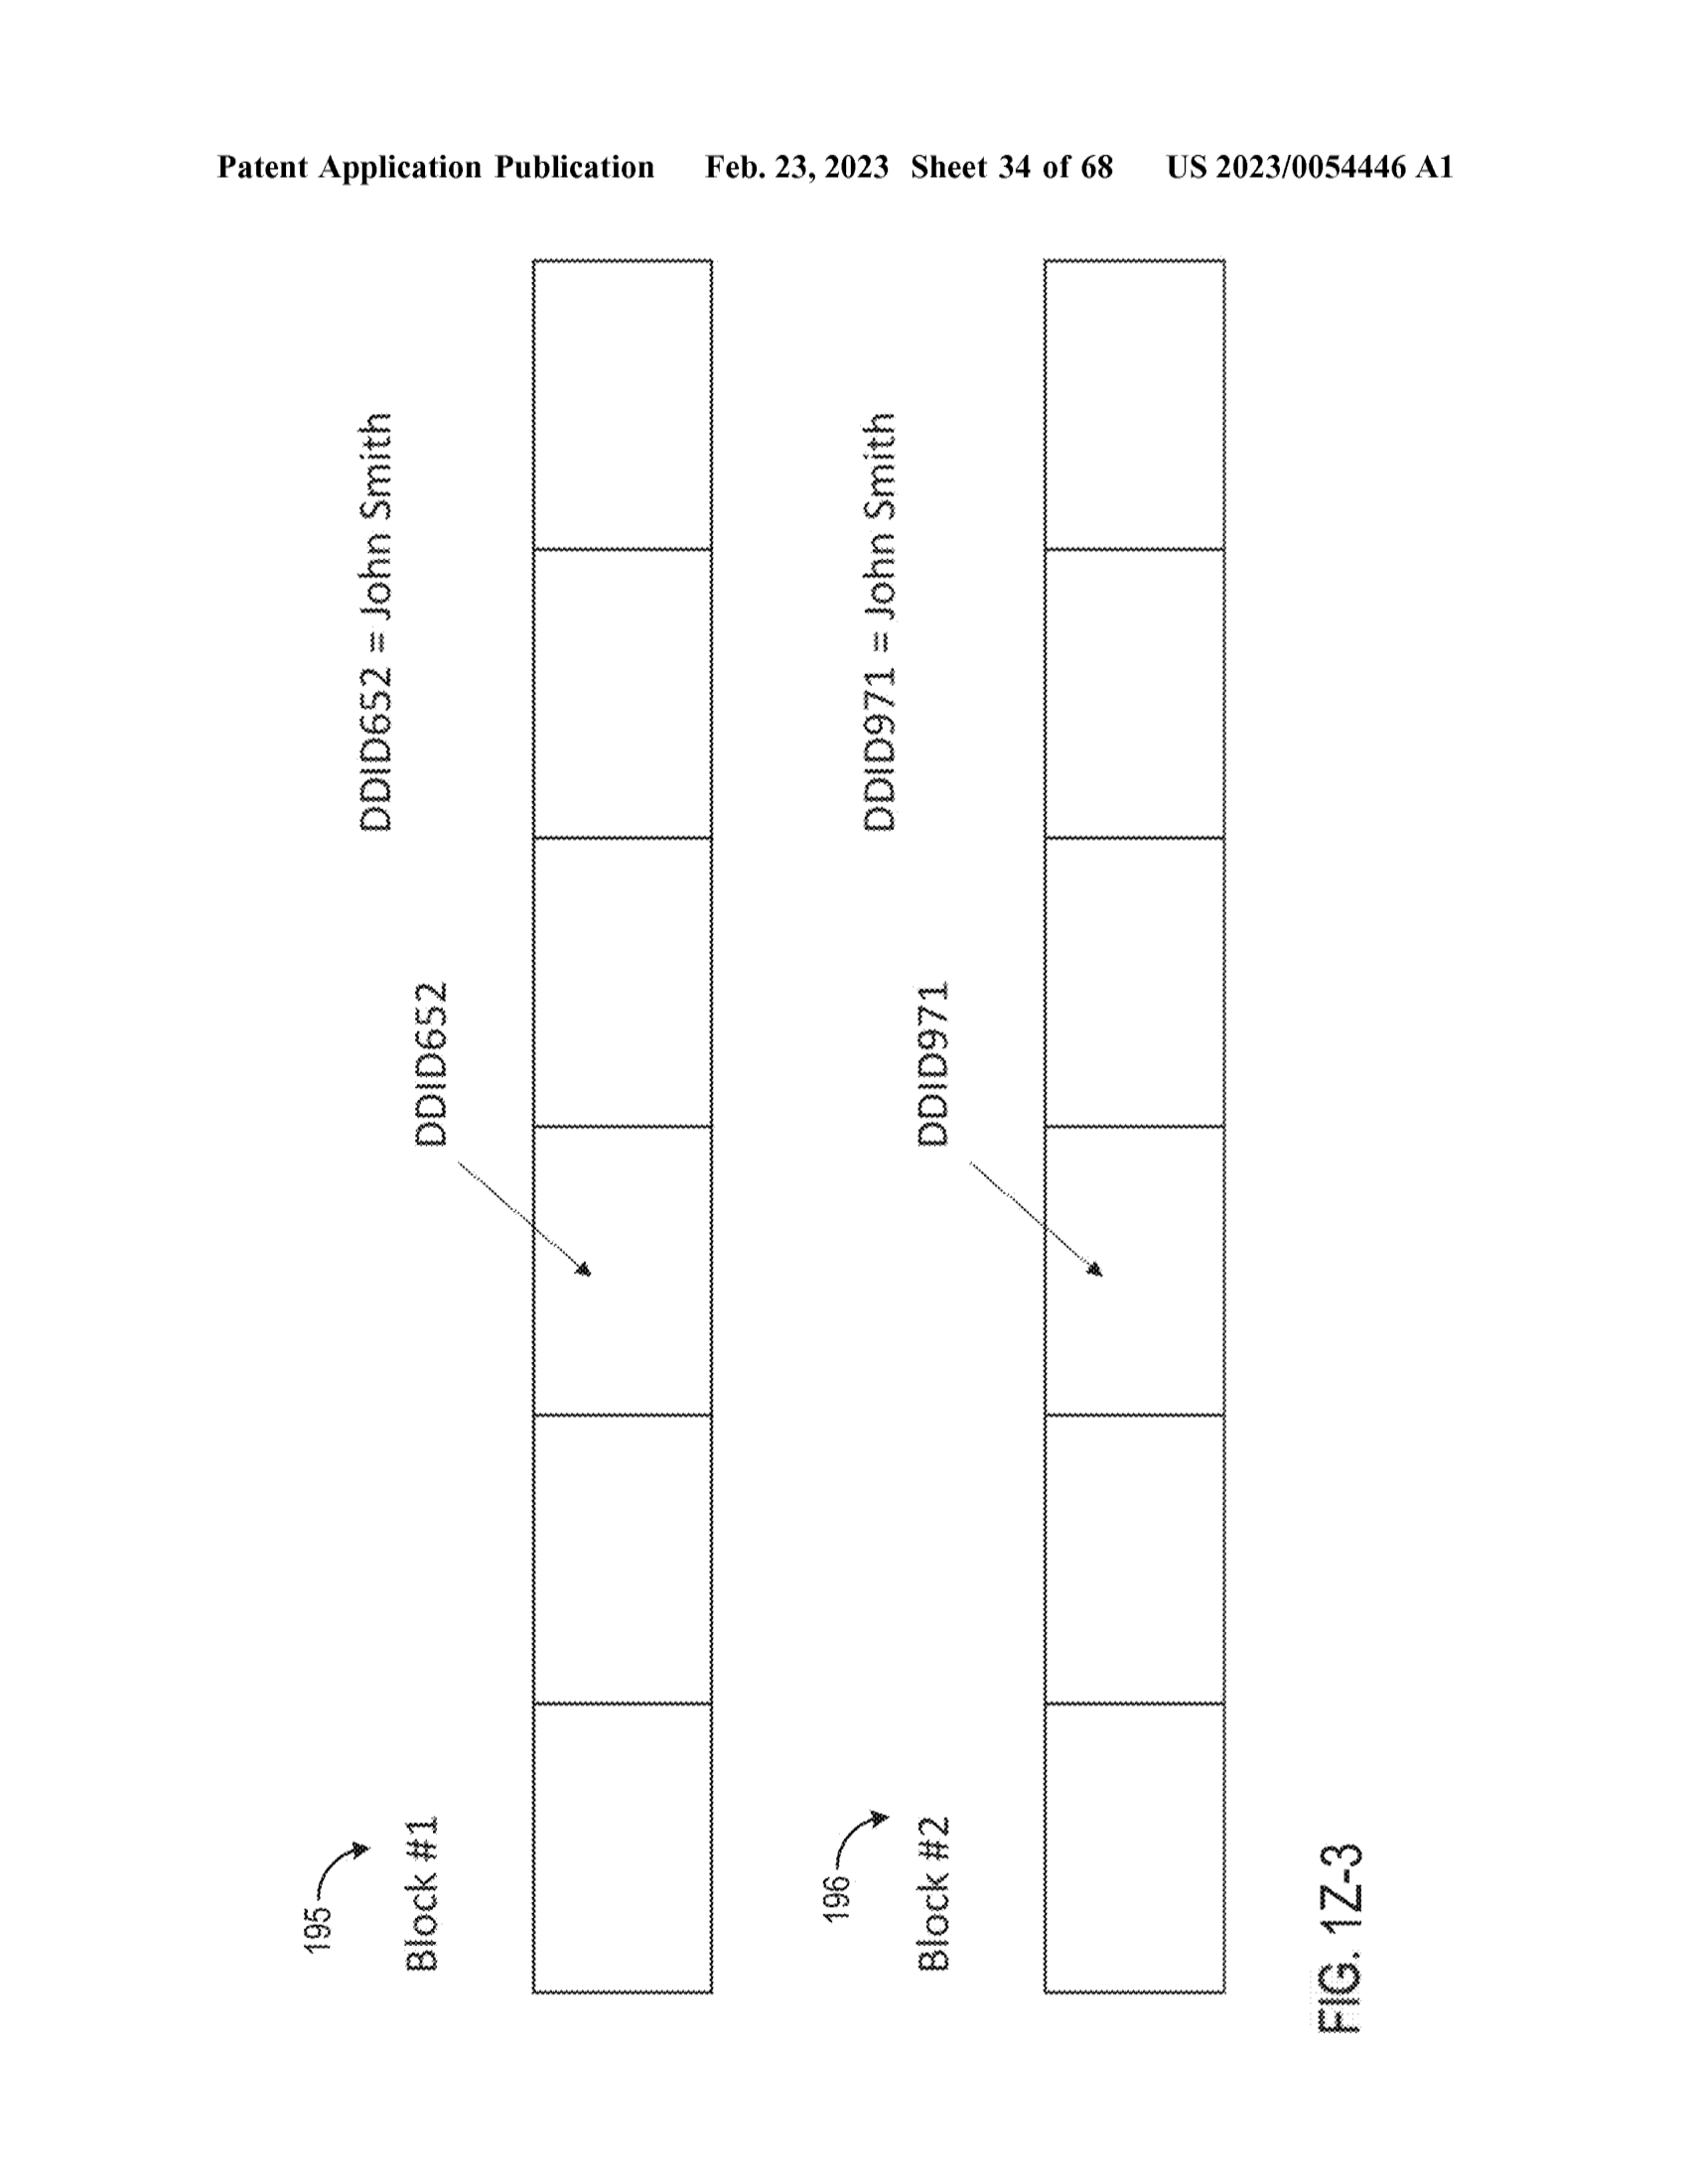 Patent Application Publication Feb. 23, 2023 Sheet 34 of 68 US 2023/0054446 A1
195
DDID652 = John Smith
Block #1
DDID652
196
DDID971 = John Smith
Block #2
DDID971
FIG. 1Z-3